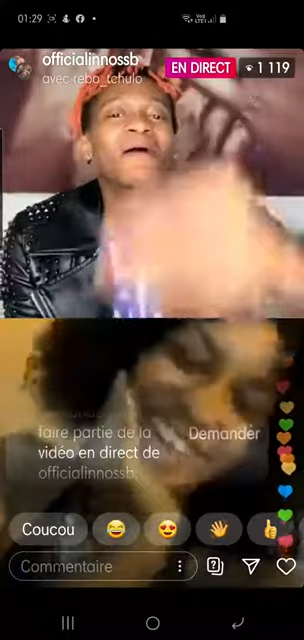 01:29
officialinnossb
EN DIRECT
1 119
avec rebo_tchulo
faire partie de la
Demander
vidéo en direct de
officialinnossb,
Coucou
Commentaire